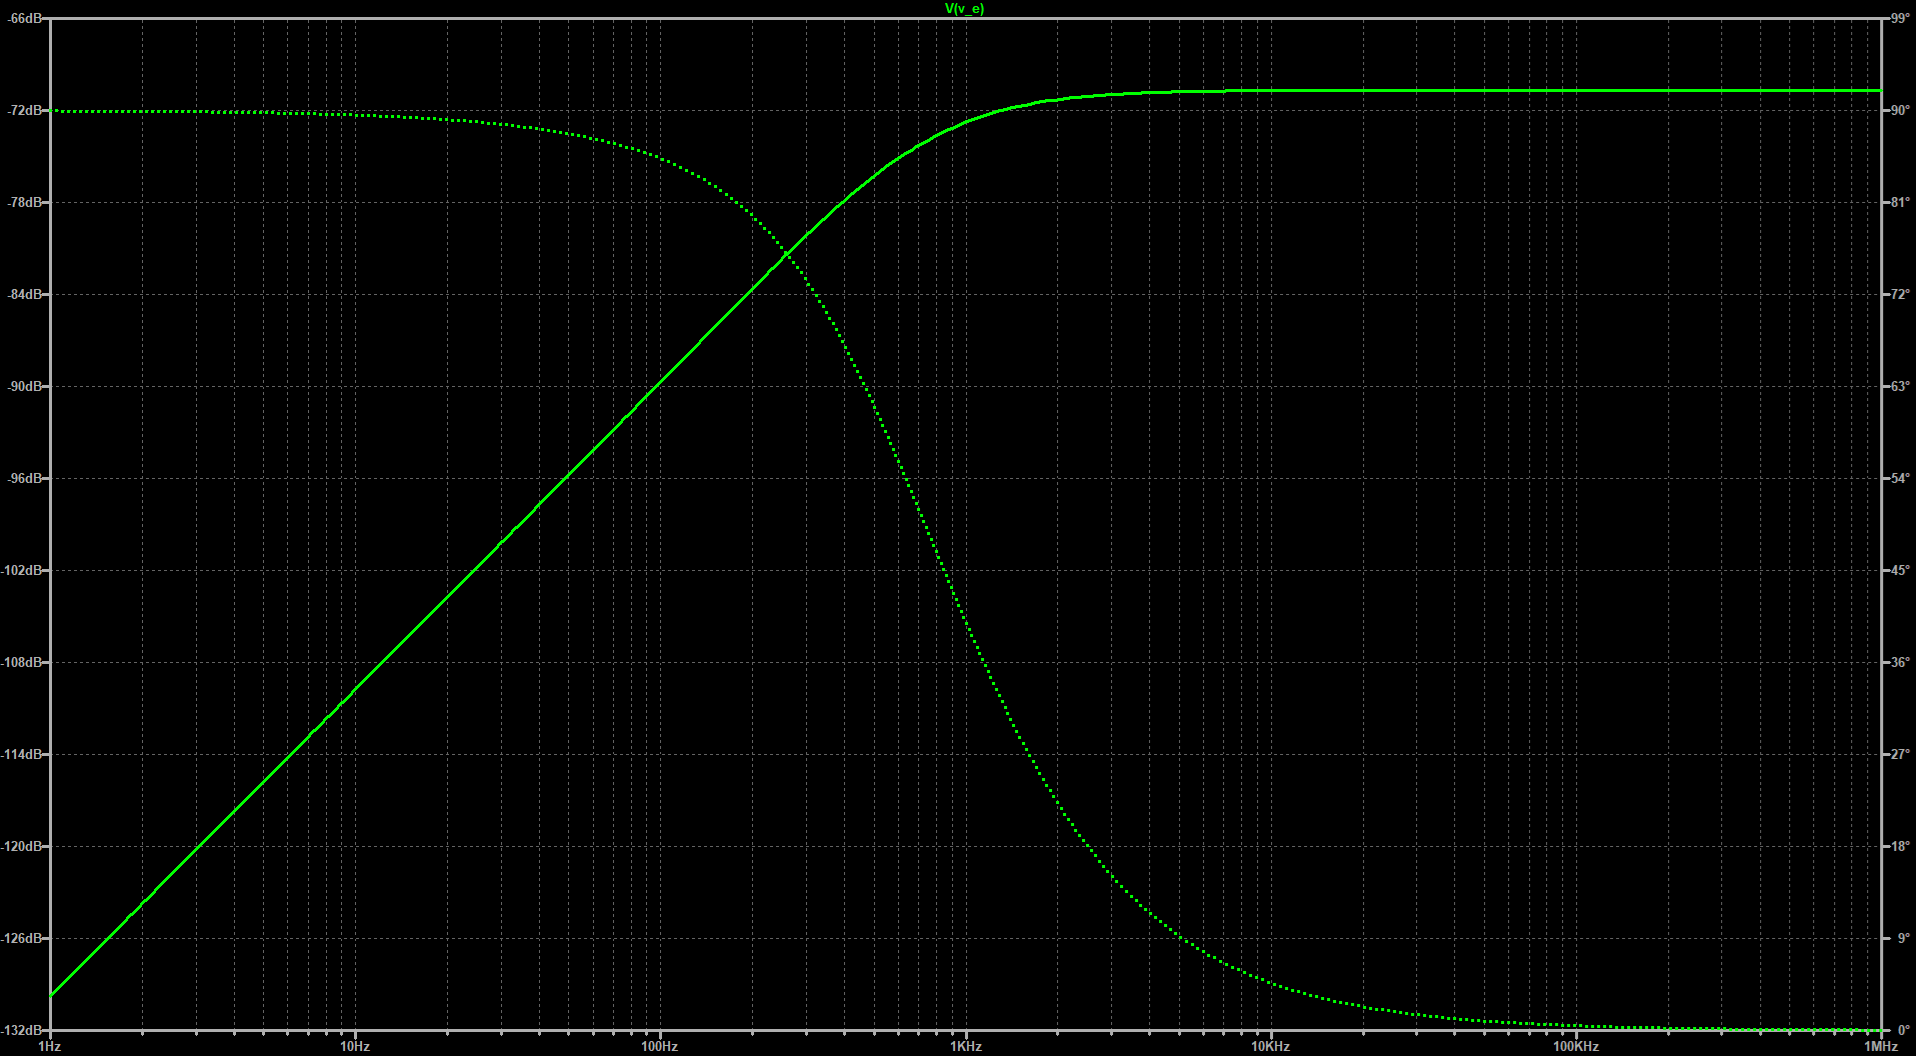 V(v_e)
-66dB
-72dB
-78dB
-84dB
-90dB
-96dB
-102dB
-108dB
-114dB
-120dB
-126dB
-132dB
99°
90°
81°
72°
63°
54°
45°
36°
27°
18°
9°
0°
1Hz 10Hz 100Hz 1KHz 10KHz 100KHz 1MHz